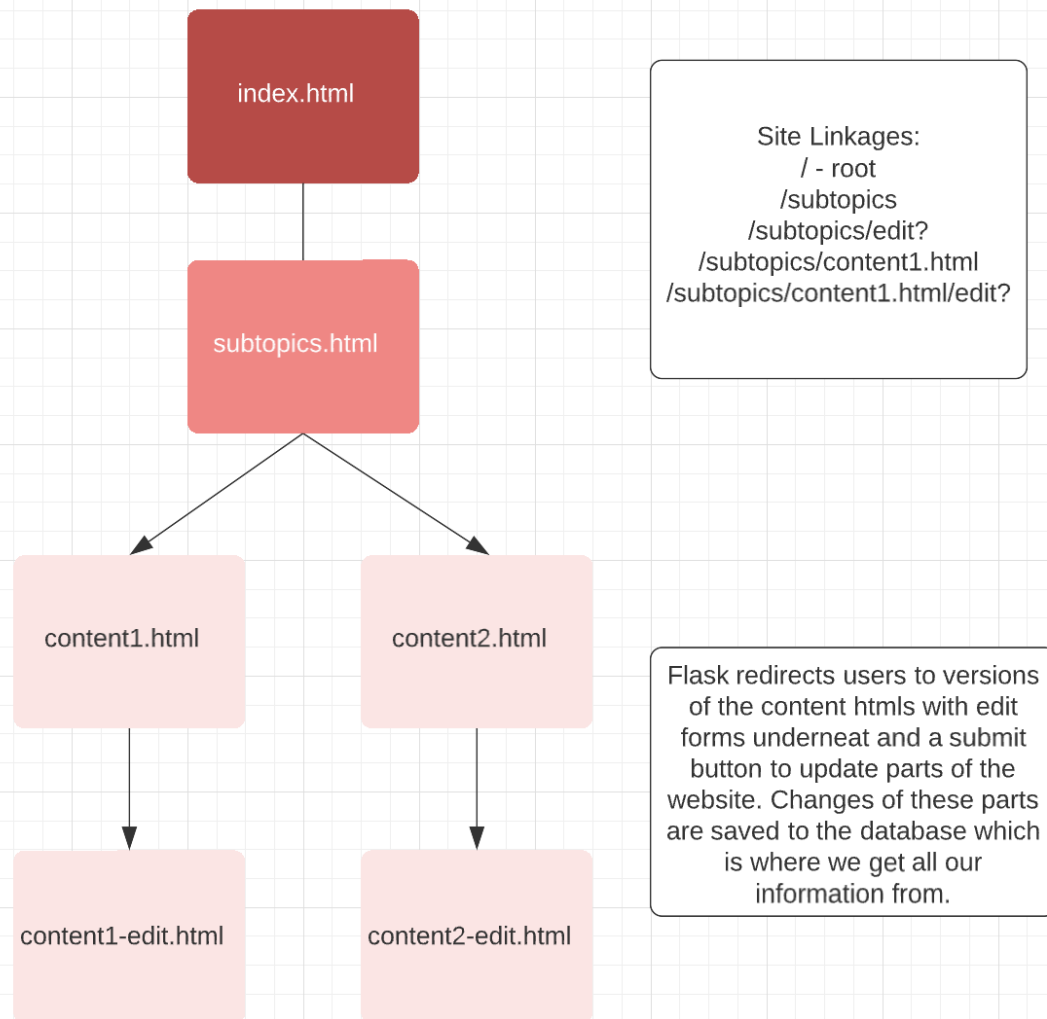 index.html
Site Linkages:
/ - root
/subtopics
/subtopics/edit?
/subtopics/content1.html
/subtopics/content1.html/edit?
subtopics.html
content1.html
content2.html
Flask redirects users to versions
of the content htmls with edit
forms underneat and a submit
button to update parts of the
website. Changes of these parts
are saved to the database which
is where we get all our
information from.
content1-edit.html
content2-edit.html